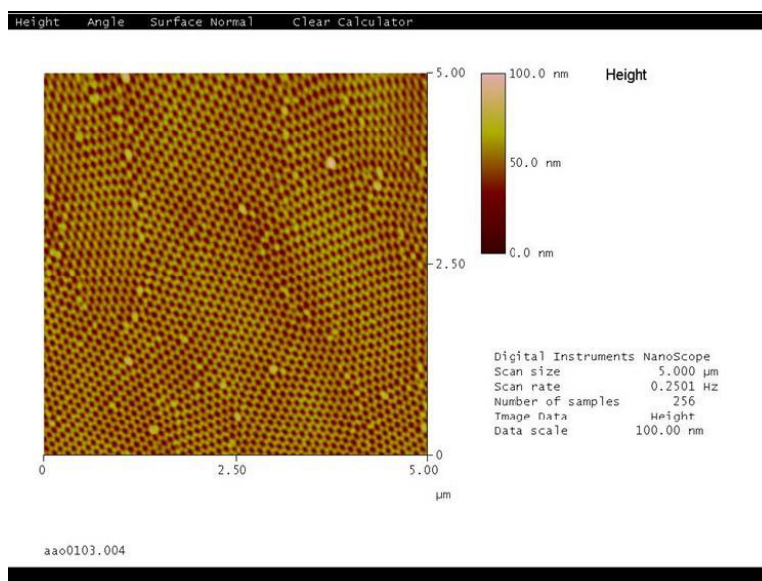 Height Angle Surface Normal Clear Calculator
5.00
2.50
0
0 2.50 5.00
µm
100.0 nm
50.0 nm
0.0 nm
Height
Digital Instruments NanoScope
Scan size 5.000 µm
Scan rate 0.2501 Hz
Number of samples 256
Image Data Height
Data scale 100.00 nm
aao0103.004